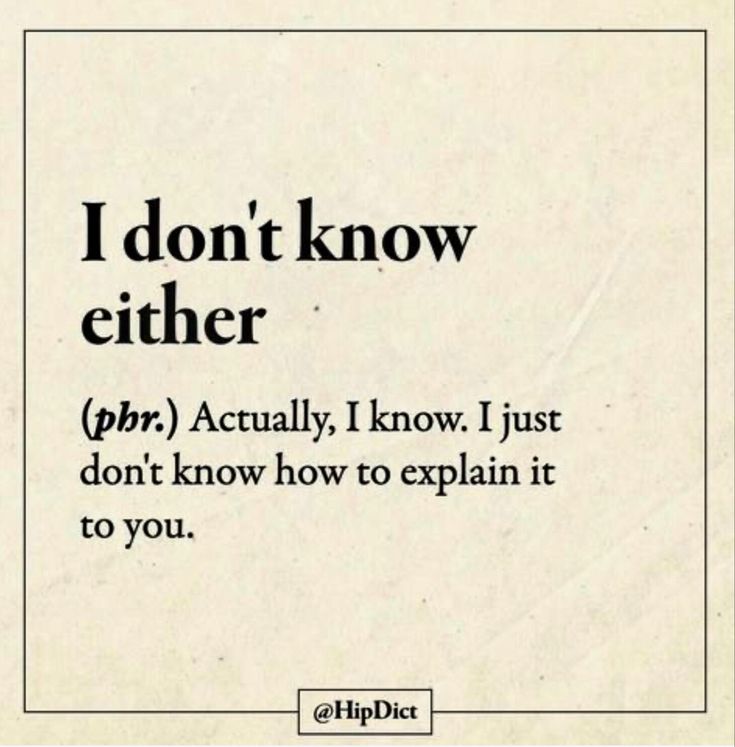 I don't know
either
(phr.) Actually, I know. I just
don't know how to explain it
to you.
@HipDict